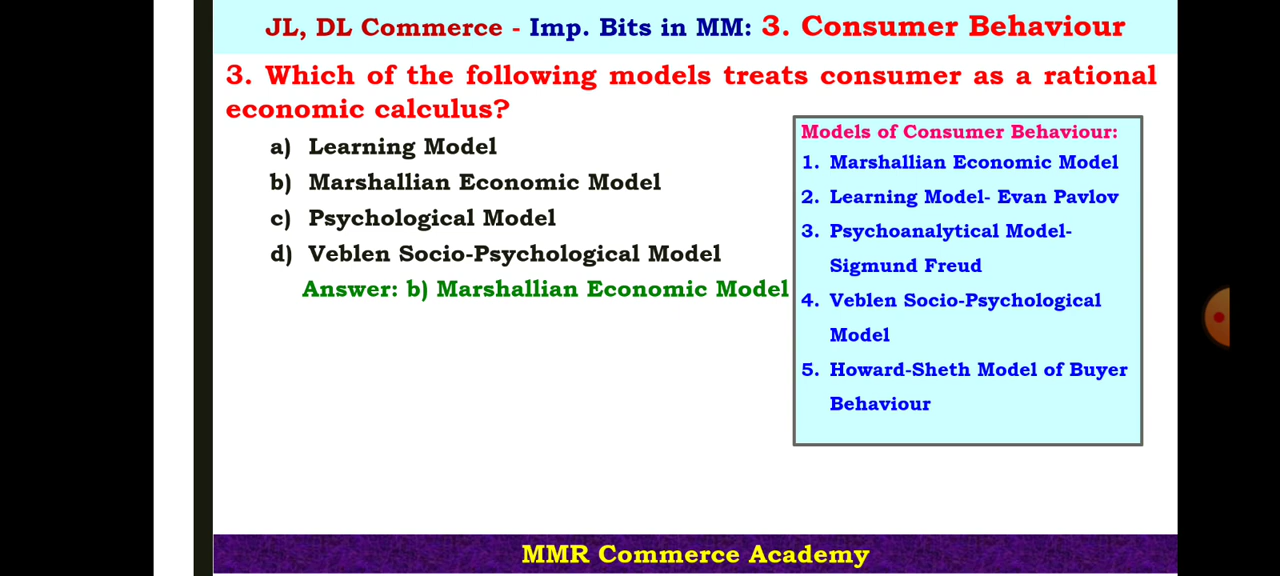 JL, DL Commerce - Imp. Bits in MM: 3. Consumer Behaviour
3. Which of the following models treats consumer as a rational
economic calculus?
a) Learning Model
b) Marshallian Economic Model
c) Psychological Model
d) Veblen Socio-Psychological Model
Answer: b) Marshallian Economic Model
Models of Consumer Behaviour:
1. Marshallian Economic Model
2. Learning Model- Evan Pavlov
3. Psychoanalytical Model-
Sigmund Freud
4. Veblen Socio-Psychological
Model
5. Howard-Sheth Model of Buyer
Behaviour
MMR Commerce Academy